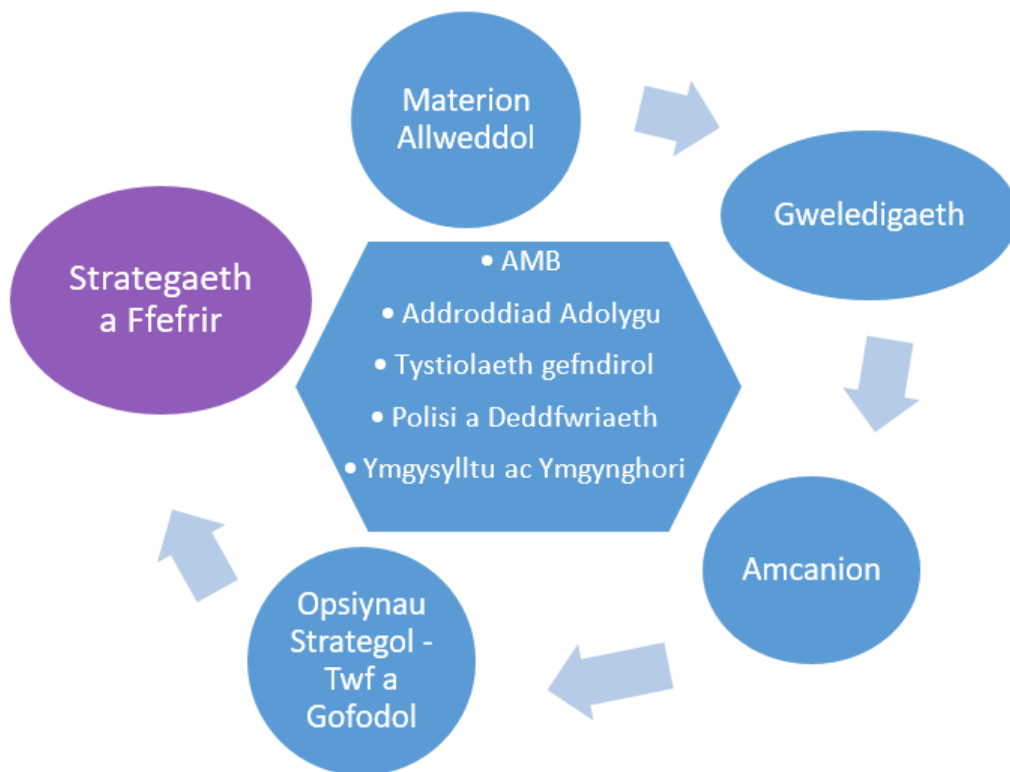 Materion
Allweddol
Gweledigaeth
Amcanion
Opsiynau
Strategol -
Twf a
Gofodol
Strategaeth
a Ffefrir
• AMB
• Addroddiad Adolygu
• Tystiolaeth gefndirol
• Polisi a Deddfwriaeth
• Ymgysylltu ac Ymgynghori